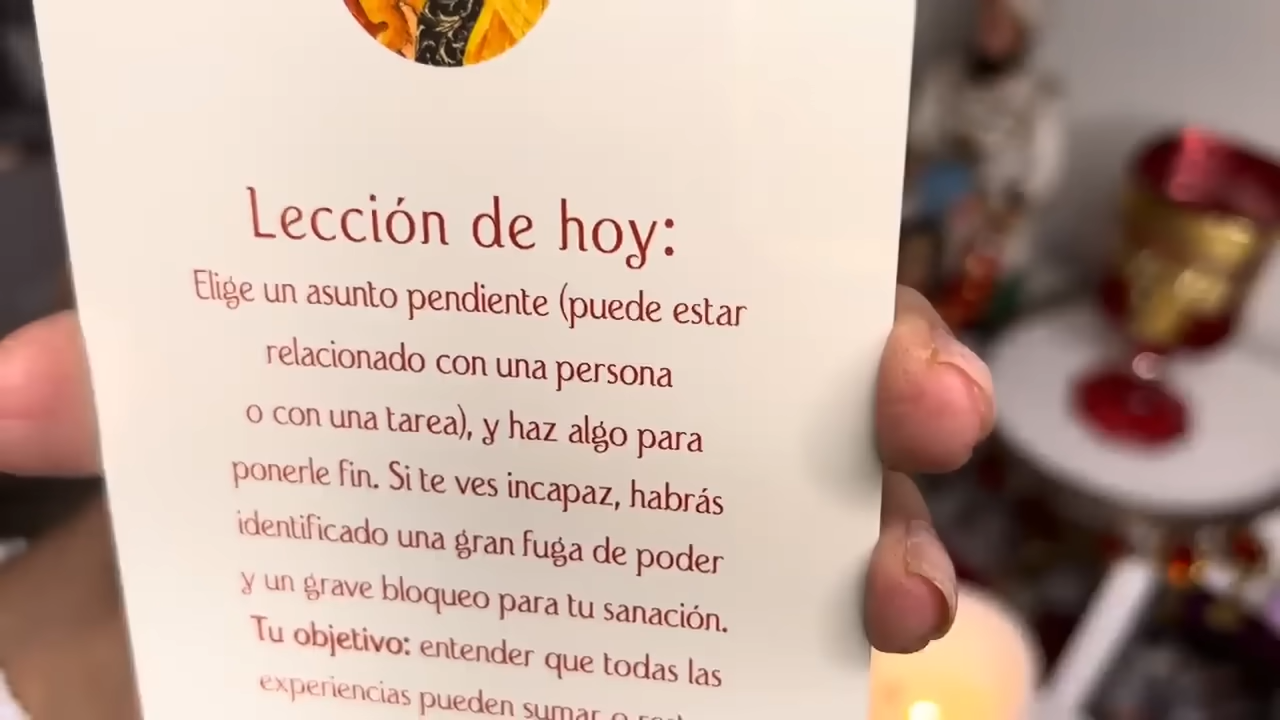 Lección de hoy:
Elige un asunto pendiente (puede estar
relacionado con una persona
o con una tarea), y haz algo para
ponerle fin. Si te ves incapaz, habrás
identificado una gran fuga de poder
y un grave bloqueo para tu sanación.
Tu objetivo: entender que todas las
experiencias pueden sumar o